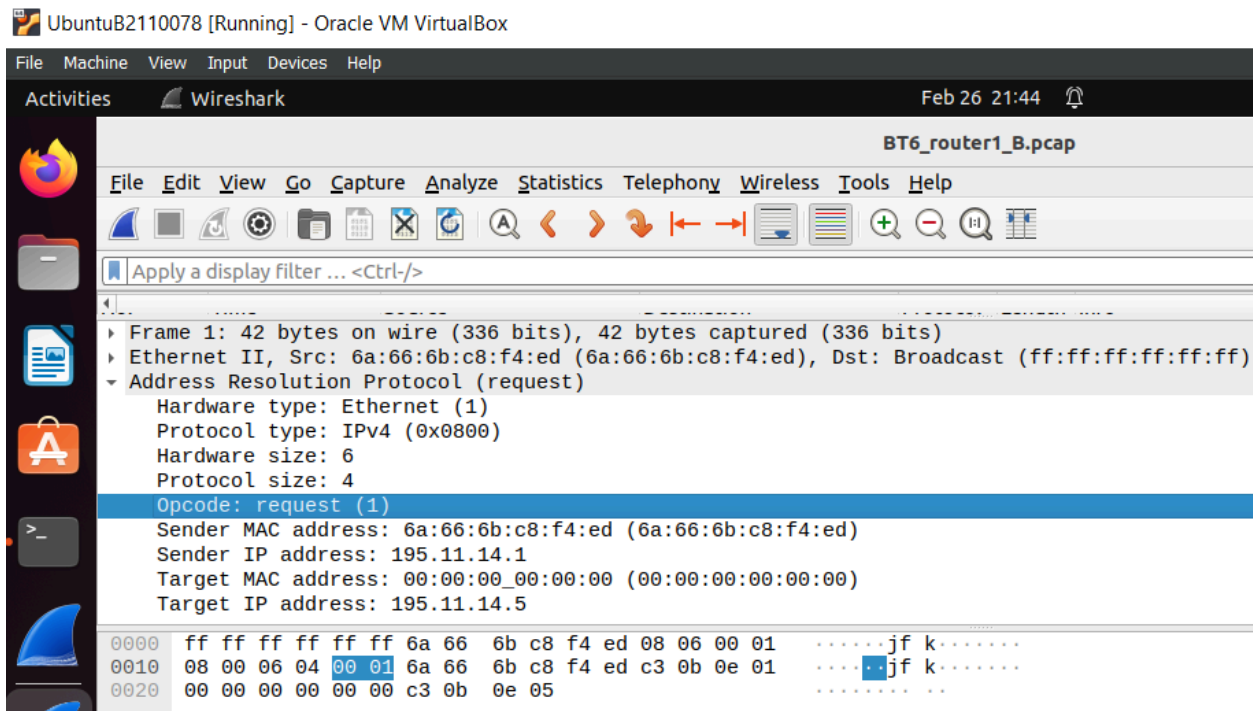 UbuntuB2110078 [Running] - Oracle VM VirtualBox
File Machine View Input Devices Help
Activities Wireshark Feb 26 21:44
BT6_router1_B.pcap
File Edit View Go Capture Analyze Statistics Telephony Wireless Tools Help
Apply a display filter … <Ctrl-/>
Frame 1: 42 bytes on wire (336 bits), 42 bytes captured (336 bits)
Ethernet II, Src: 6a:66:6b:c8:f4:ed (6a:66:6b:c8:f4:ed), Dst: Broadcast (ff:ff:ff:ff:ff:ff)
Address Resolution Protocol (request)
Hardware type: Ethernet (1)
Protocol type: IPv4 (0x0800)
Hardware size: 6
Protocol size: 4
Opcode: request (1)
Sender MAC address: 6a:66:6b:c8:f4:ed (6a:66:6b:c8:f4:ed)
Sender IP address: 195.11.14.1
Target MAC address: 00:00:00_00:00:00 (00:00:00:00:00:00)
Target IP address: 195.11.14.5
0000 ff ff ff ff ff ff 6a 66 6b c8 f4 ed 08 06 00 01 ······jf k·······
0010 08 00 06 04 00 01 6a 66 6b c8 f4 ed c3 0b 0e 01 ······jf k·······
0020 00 00 00 00 00 00 c3 0b 0e 05 ········ ··